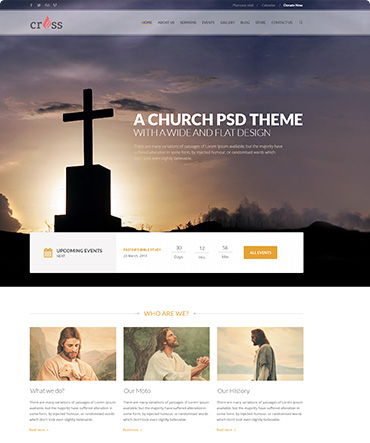 Plan your visit / Calendar / Donate Now
cross
HOME ABOUT US SERMONS EVENTS GALLERY BLOG STORE CONTACT US
A CHURCH PSD THEME
WITH A WIDE AND FLAT DESIGN
There are many variations of passages of Lorem Ipsum
available, but the majority have
suffered alteration in some form, by injected humour, or randomised words which
don't look even slightly believable.
UPCOMING EVENTS
NEXT
PASTOR'S BIBLE STUDY
23 March, 2014
30 12 56
Days Hrs Min
ALL EVENTS
WHO ARE WE?
What we do?
There are many variations of passages of Lorem Ipsum
available, but the majority have suffered alteration in
some form, by injected humour, or randomised words
which don't look even slightly believable.
Read more
Our Moto
There are many variations of passages of Lorem Ipsum
available, but the majority have suffered alteration in
some form, by injected humour, or randomised words
which don't look even slightly believable.
Read more
Our History
There are many variations of passages of Lorem Ipsum
available, but the majority have suffered alteration in
some form, by injected humour, or randomised words
which don't look even slightly believable.
Read more